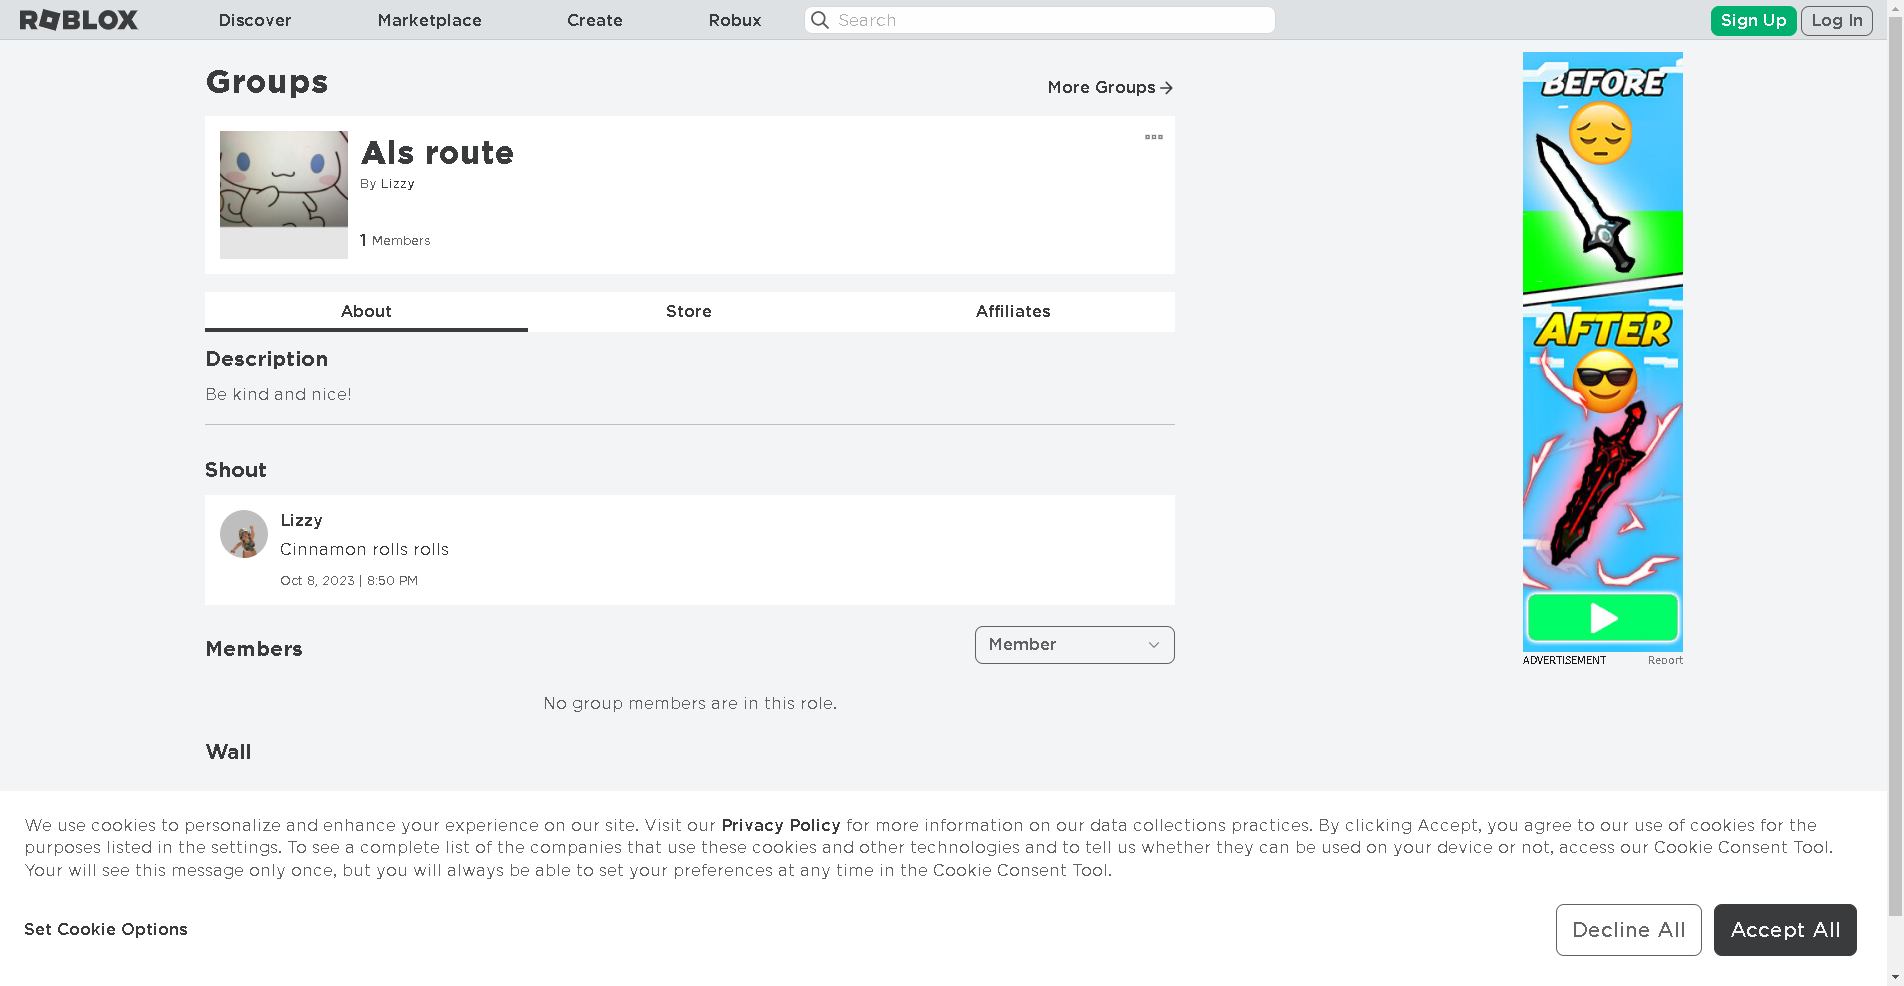 ROBLOX
Discover
Marketplace
Create
Robux
Search
Sign Up
Log In
Groups
More Groups
Als route
By Lizzy
1 Members
About
Store
Affiliates
Description
Be kind and nice!
Shout
Lizzy
Cinnamon rolls rolls
Oct 8, 2023 | 8:50 PM
Members
Member
No group members are in this role.
Wall
BEFORE
AFTER
ADVERTISEMENT
Report
We use cookies to personalize and enhance your experience on our site. Visit our Privacy Policy for more information on our data collections practices. By clicking Accept, you agree to our use of cookies for the
purposes listed in the settings. To see a complete list of the companies that use these cookies and other technologies and to tell us whether they can be used on your device or not, access our Cookie Consent Tool.
Your will see this message only once, but you will always be able to set your preferences at any time in the Cookie Consent Tool.
Set Cookie Options
Decline All
Accept All